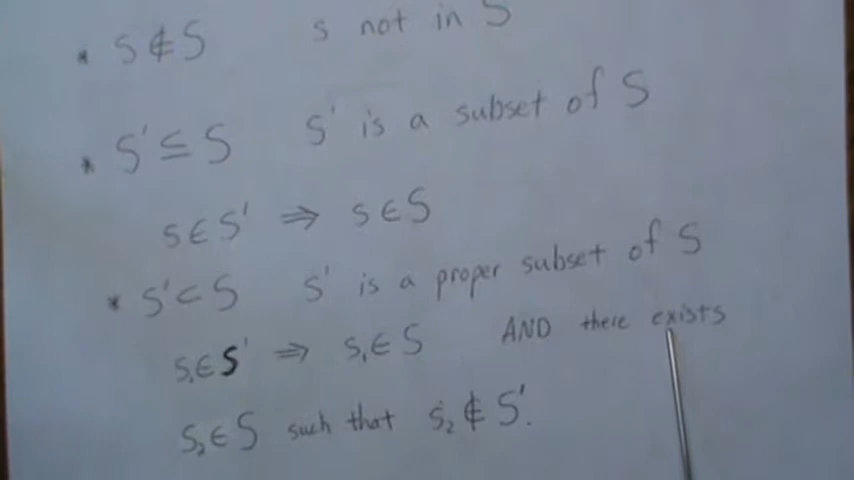 * s ∉ S s not in S
* S' ⊆ S S' is a subset of S
s ∈ S' ⇒ s ∈ S
* S' ⊂ S S' is a proper subset of S
s₁ ∈ S' ⇒ s₁ ∈ S AND there exists
s₂ ∈ S such that s₂ ∉ S'.